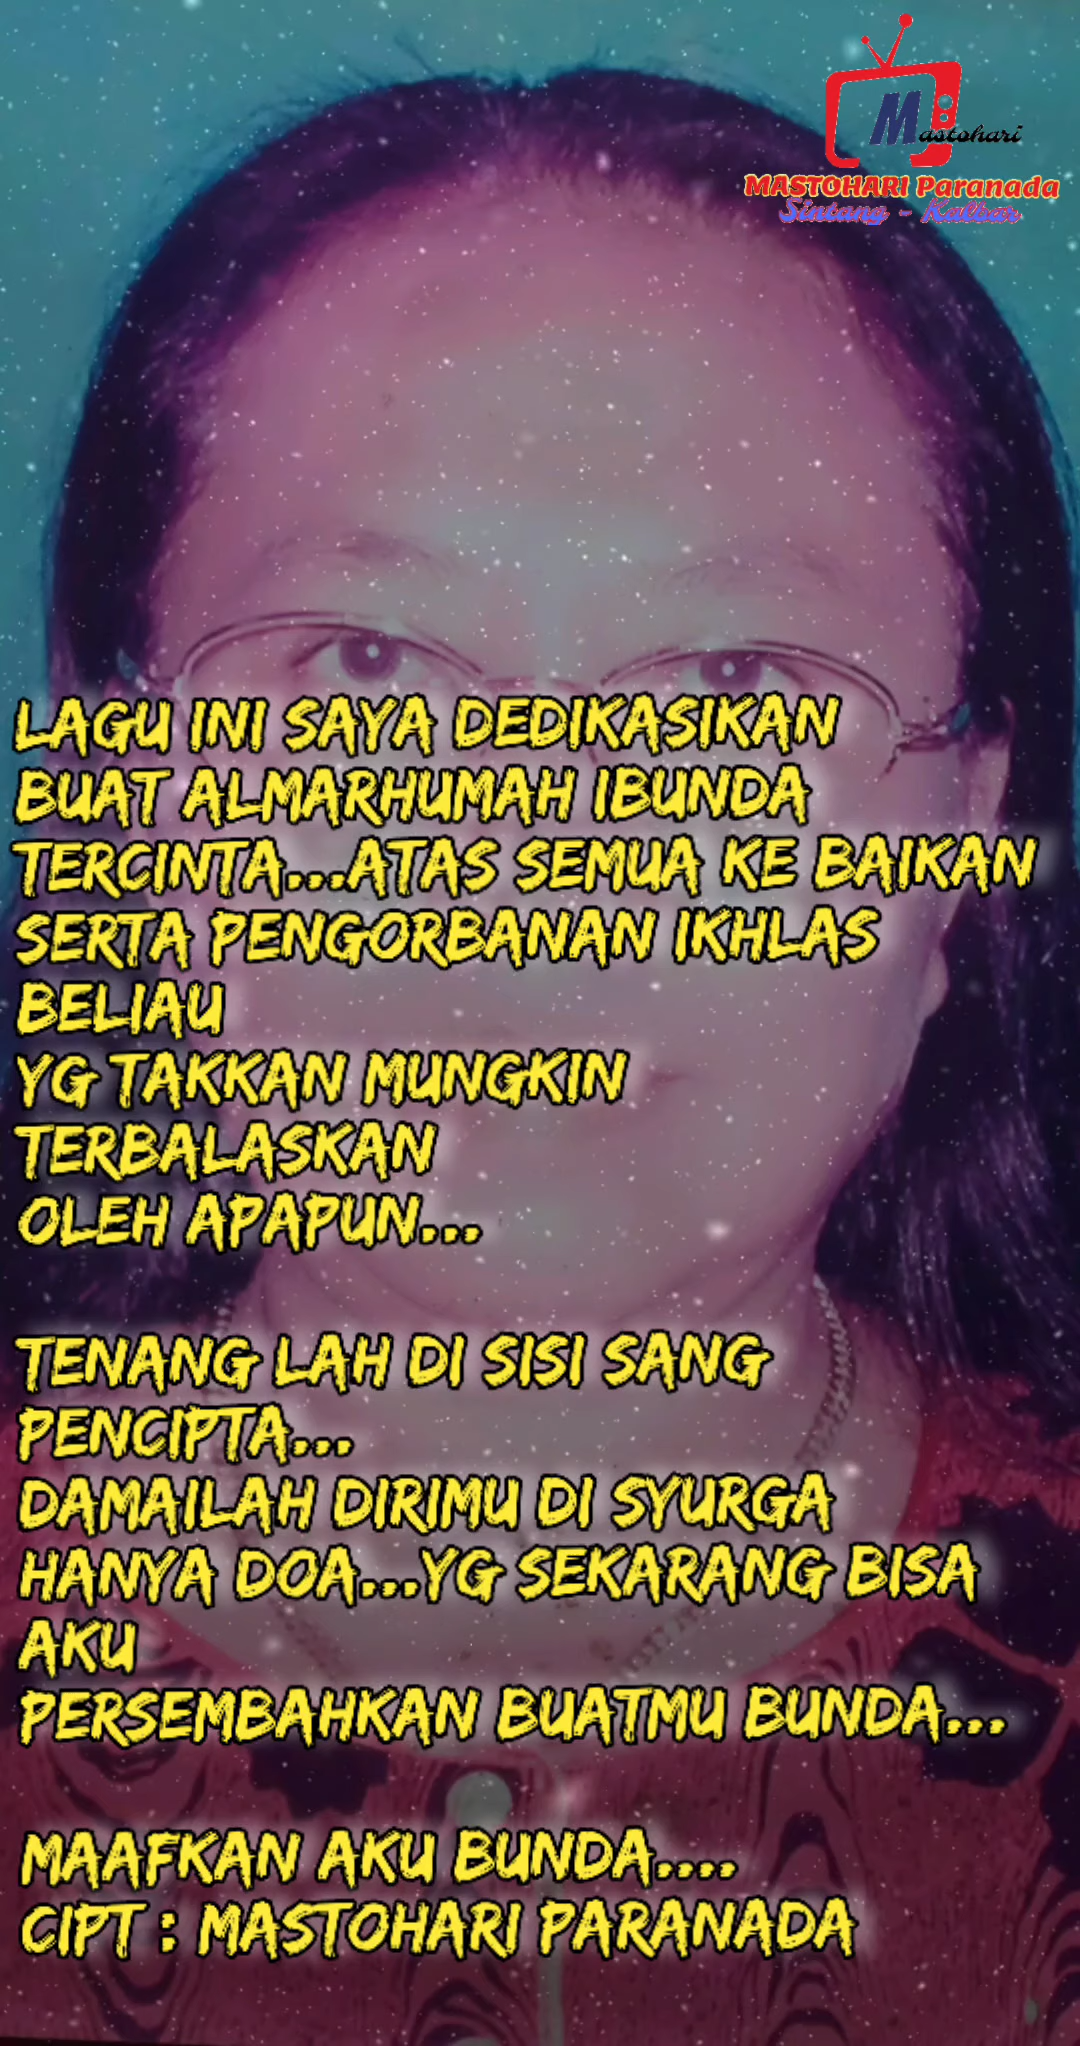 Mastohari
MASTOHARI Paranada
Sintang - Kalbar
LAGU INI SAYA DEDIKASIKAN
BUAT ALMARHUMAH IBUNDA
TERCINTA...ATAS SEMUA KE BAIKAN
SERTA PENGORBANAN IKHLAS
BELIAU
YG TAKKAN MUNGKIN
TERBALASKAN
OLEH APAPUN...
TENANG LAH DI SISI SANG
PENCIPTA...
DAMAILAH DIRIMU DI SYURGA
HANYA DOA...YG SEKARANG BISA
AKU
PERSEMBAHKAN BUATMU BUNDA...
MAAFKAN AKU BUNDA....
CIPT : MASTOHARI PARANADA